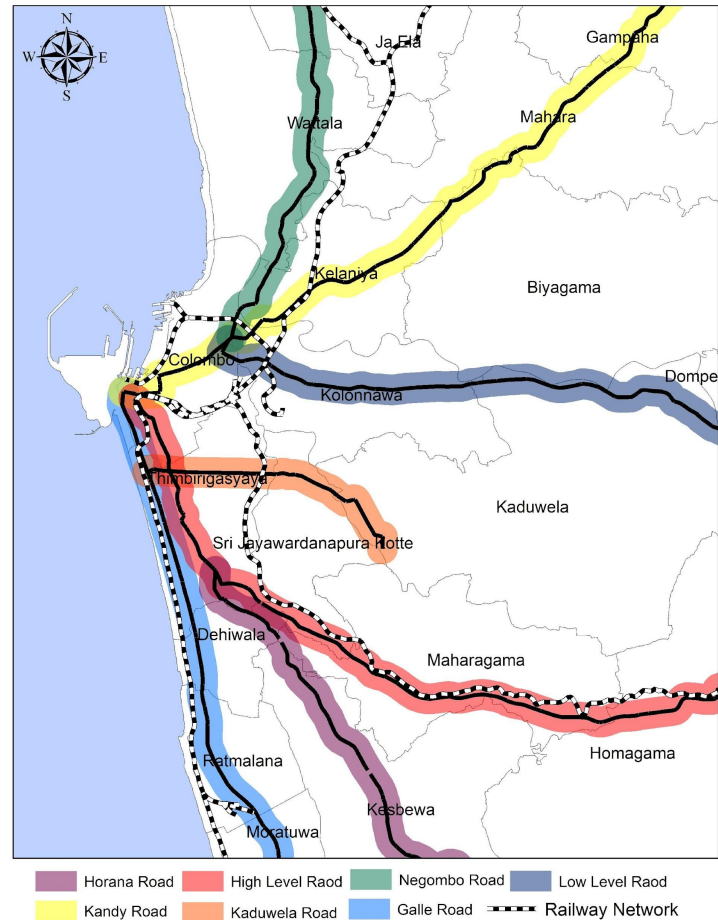 N
W E
S
Ja Ela
Gampaha
Wattala
Mahara
Kelaniya
Biyagama
Colombo
Dompe
Kolonnawa
Thimbirigasyaya
Kaduwela
Sri Jayawardanapura Kotte
Dehiwala
Maharagama
Homagama
Ratmalana
Kesbewa
Moratuwa
Horana Road High Level Raod Negombo Road Low Level Raod
Kandy Road Kaduwela Road Galle Road Railway Network